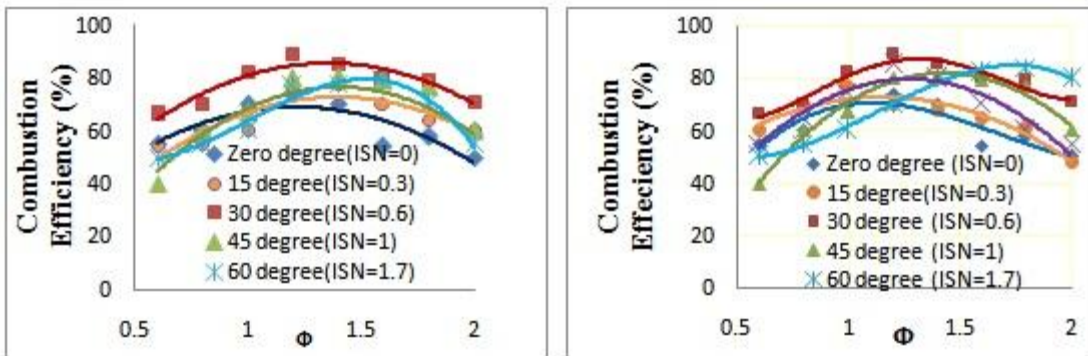 100
80
60
40
20
0
Combustion
Efficiency (%)
Zero degree(ISN=0)
15 degree(ISN=0.3)
30 degree(ISN=0.6)
45 degree(ISN=1)
60 degree(ISN=1.7)
0.5 1 1.5 2
Φ
100
80
60
40
20
0
Combustion
Effeciency (%)
Zero degree (ISN=0)
15 degree(ISN=0.3)
30 degree (ISN=0.6)
45 degree (ISN=1)
60 degree (ISN=1.7)
0.5 1 1.5 2
Φ